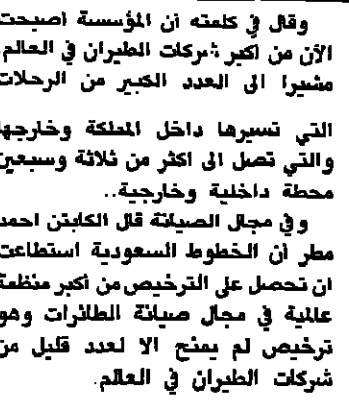 وقال في كلمته أن المؤسسة اصبحت
الآن من اكبر شركات الطيران في العالم.
مشيرا الى العدد الكبير من الرحلات
التي تسيرها داخل المملكة وخارجها
والتي تصل الى اكثر من ثلاثة وسبعين
محطة داخلية وخارجية..
وفي مجال الصيانة قال الكابتن احمد
مطر أن الخطوط السعودية استطاعت
ان تحصل على الترخيص من أكبر منظمة
عالمية في مجال صيانة الطائرات وهو
ترخيص لم يمنح الا لعدد قليل من
شركات الطيران في العالم.